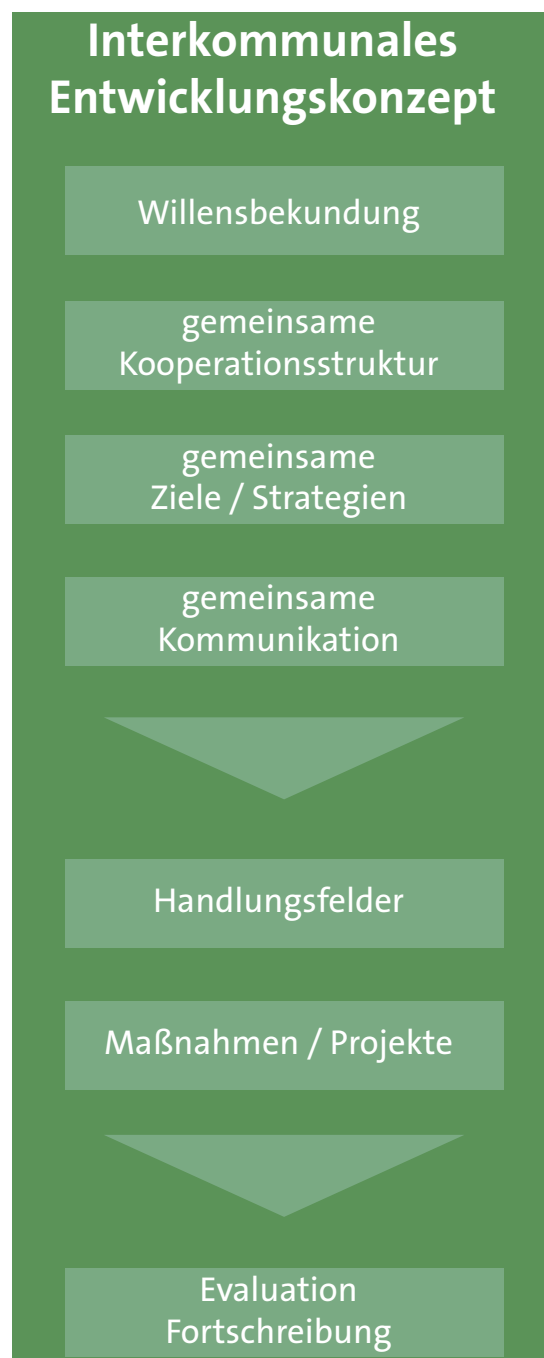 Interkommunales
Entwicklungskonzept
Willensbekundung
gemeinsame
Kooperationsstruktur
gemeinsame
Ziele / Strategien
gemeinsame
Kommunikation
Handlungsfelder
Maßnahmen / Projekte
Evaluation
Fortschreibung